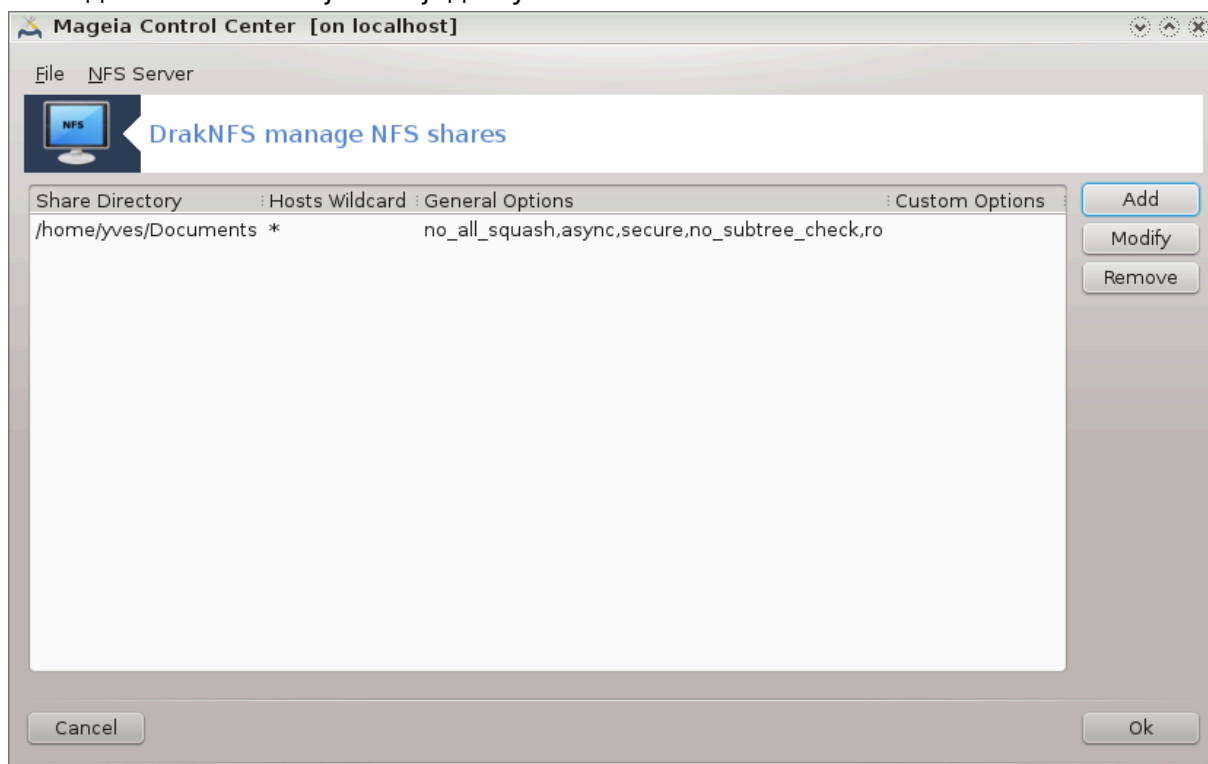 Mageia Control Center [on localhost]
File NFS Server
NFS
DrakNFS manage NFS shares
Share Directory Hosts Wildcard General Options Custom Options
/home/yves/Documents * no_all_squash,async,secure,no_subtree_check,ro
Add
Modify
Remove
Cancel
Ok